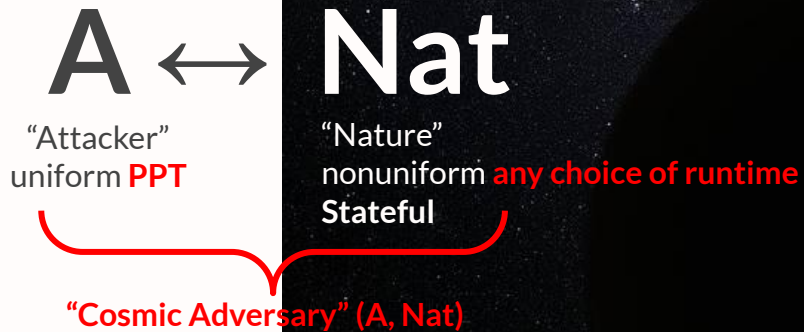 A ↔ Nat
“Attacker” “Nature”
uniform PPT nonuniform any choice of runtime
Stateful
“Cosmic Adversary” (A, Nat)